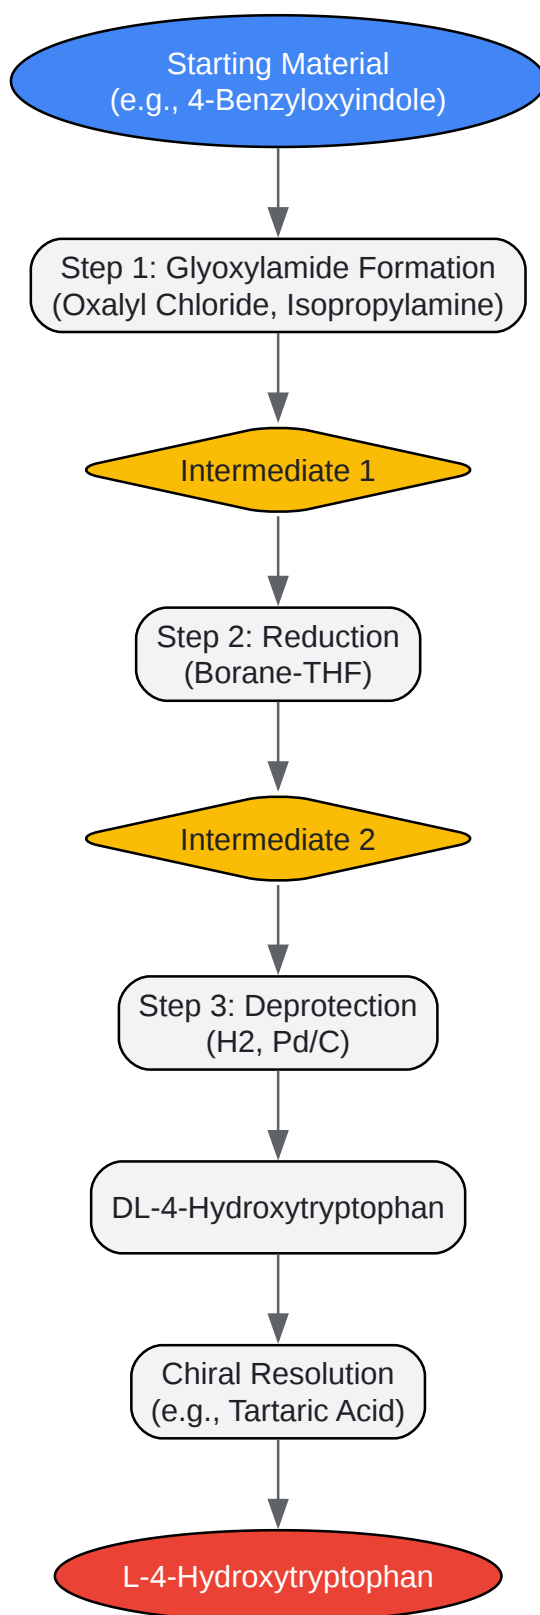 Starting Material
(e.g., 4-Benzyloxyindole)
Step 1: Glyoxylamide Formation
(Oxalyl Chloride, Isopropylamine)
Intermediate 1
Step 2: Reduction
(Borane-THF)
Intermediate 2
Step 3: Deprotection
(H2, Pd/C)
DL-4-Hydroxytryptophan
Chiral Resolution
(e.g., Tartaric Acid)
L-4-Hydroxytryptophan